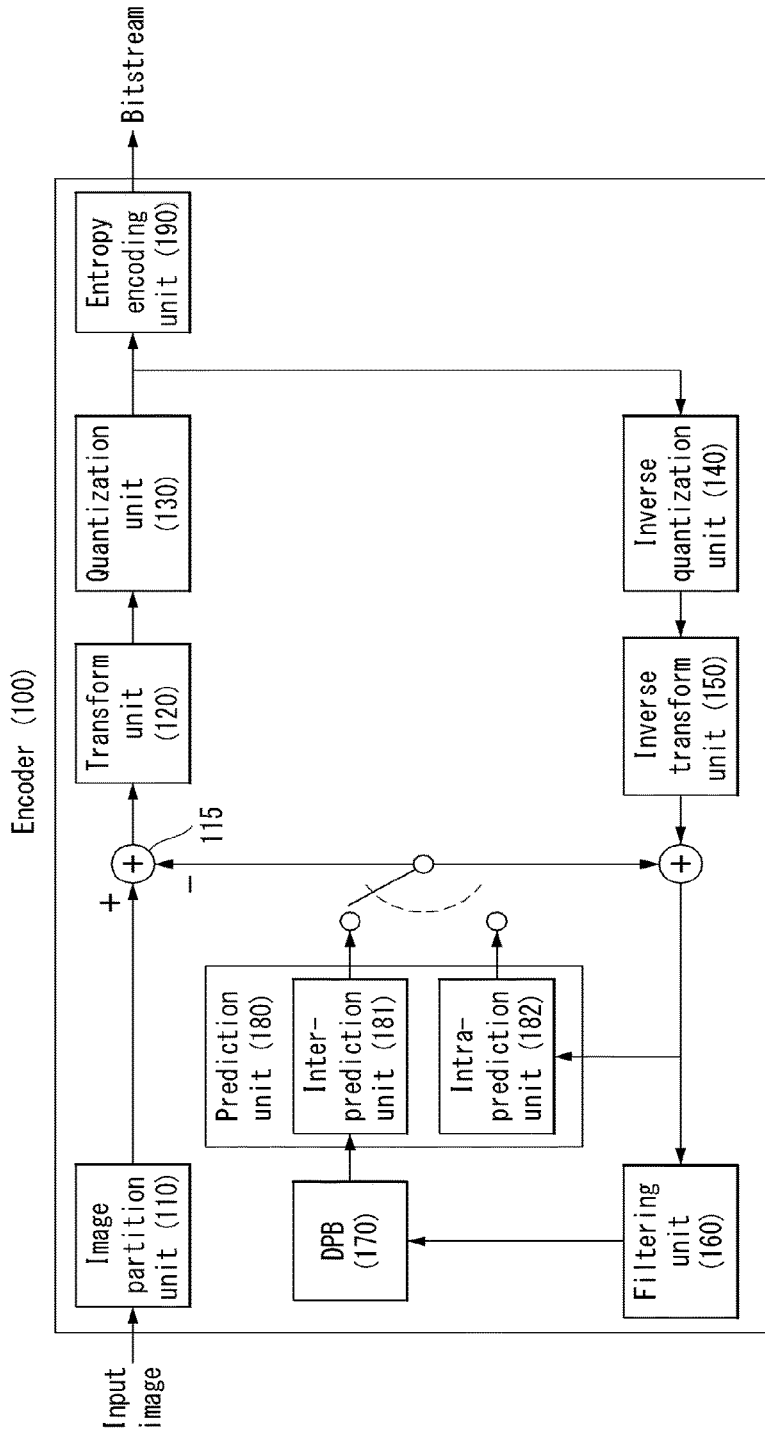 Encoder (100)
Input
image
Image
partition
unit (110)
+
−
+
115
Transform
unit
(120)
Quantization
unit
(130)
Entropy
encoding
unit (190)
Bitstream
DPB
(170)
Prediction
unit (180)
Inter-
prediction
unit (181)
Intra-
prediction
unit (182)
Filtering
unit
(160)
+
Inverse
transform
unit (150)
Inverse
quantization
unit (140)